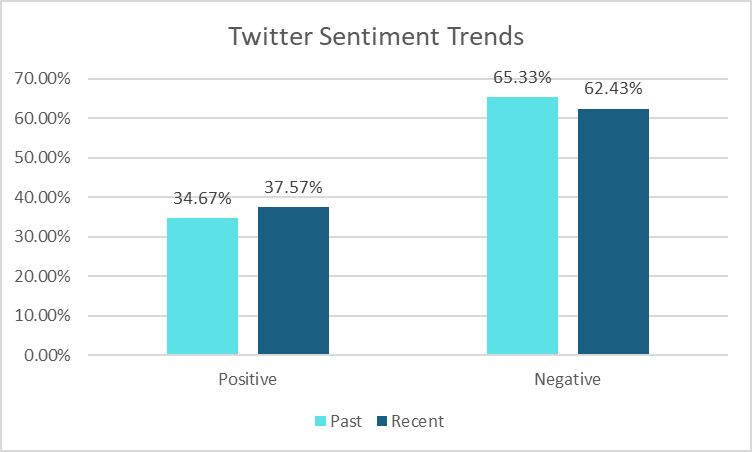 Twitter Sentiment Trends
70.00%
60.00%
50.00%
40.00%
30.00%
20.00%
10.00%
0.00%
34.67%
37.57%
65.33%
62.43%
Positive
Negative
Past
Recent